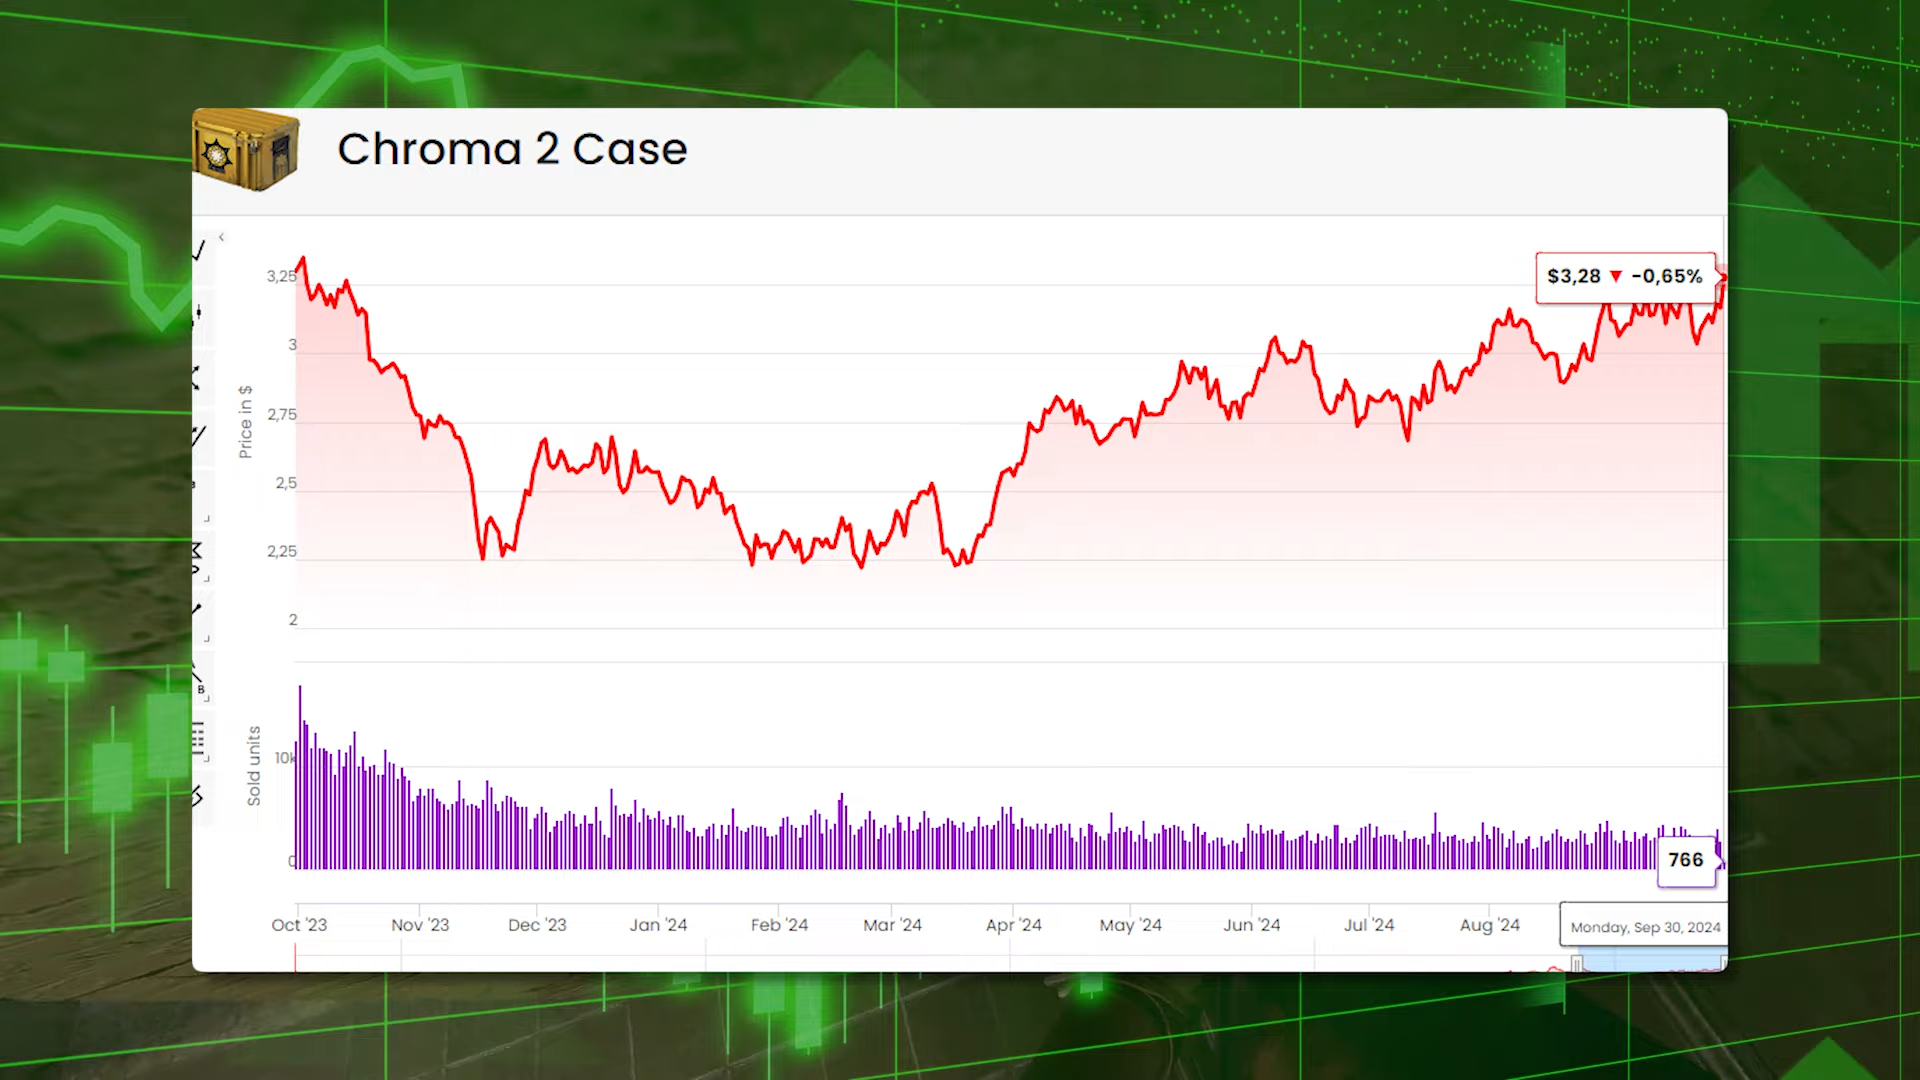 Chroma 2 Case
3,25
3
2,75
2,5
2,25
2
Price in $
$3,28 ▼ -0,65%
10k
0
Sold units
766
B
Oct '23
Nov '23
Dec '23
Jan '24
Feb '24
Mar '24
Apr '24
May '24
Jun '24
Jul '24
Aug '24
Monday, Sep 30, 2024